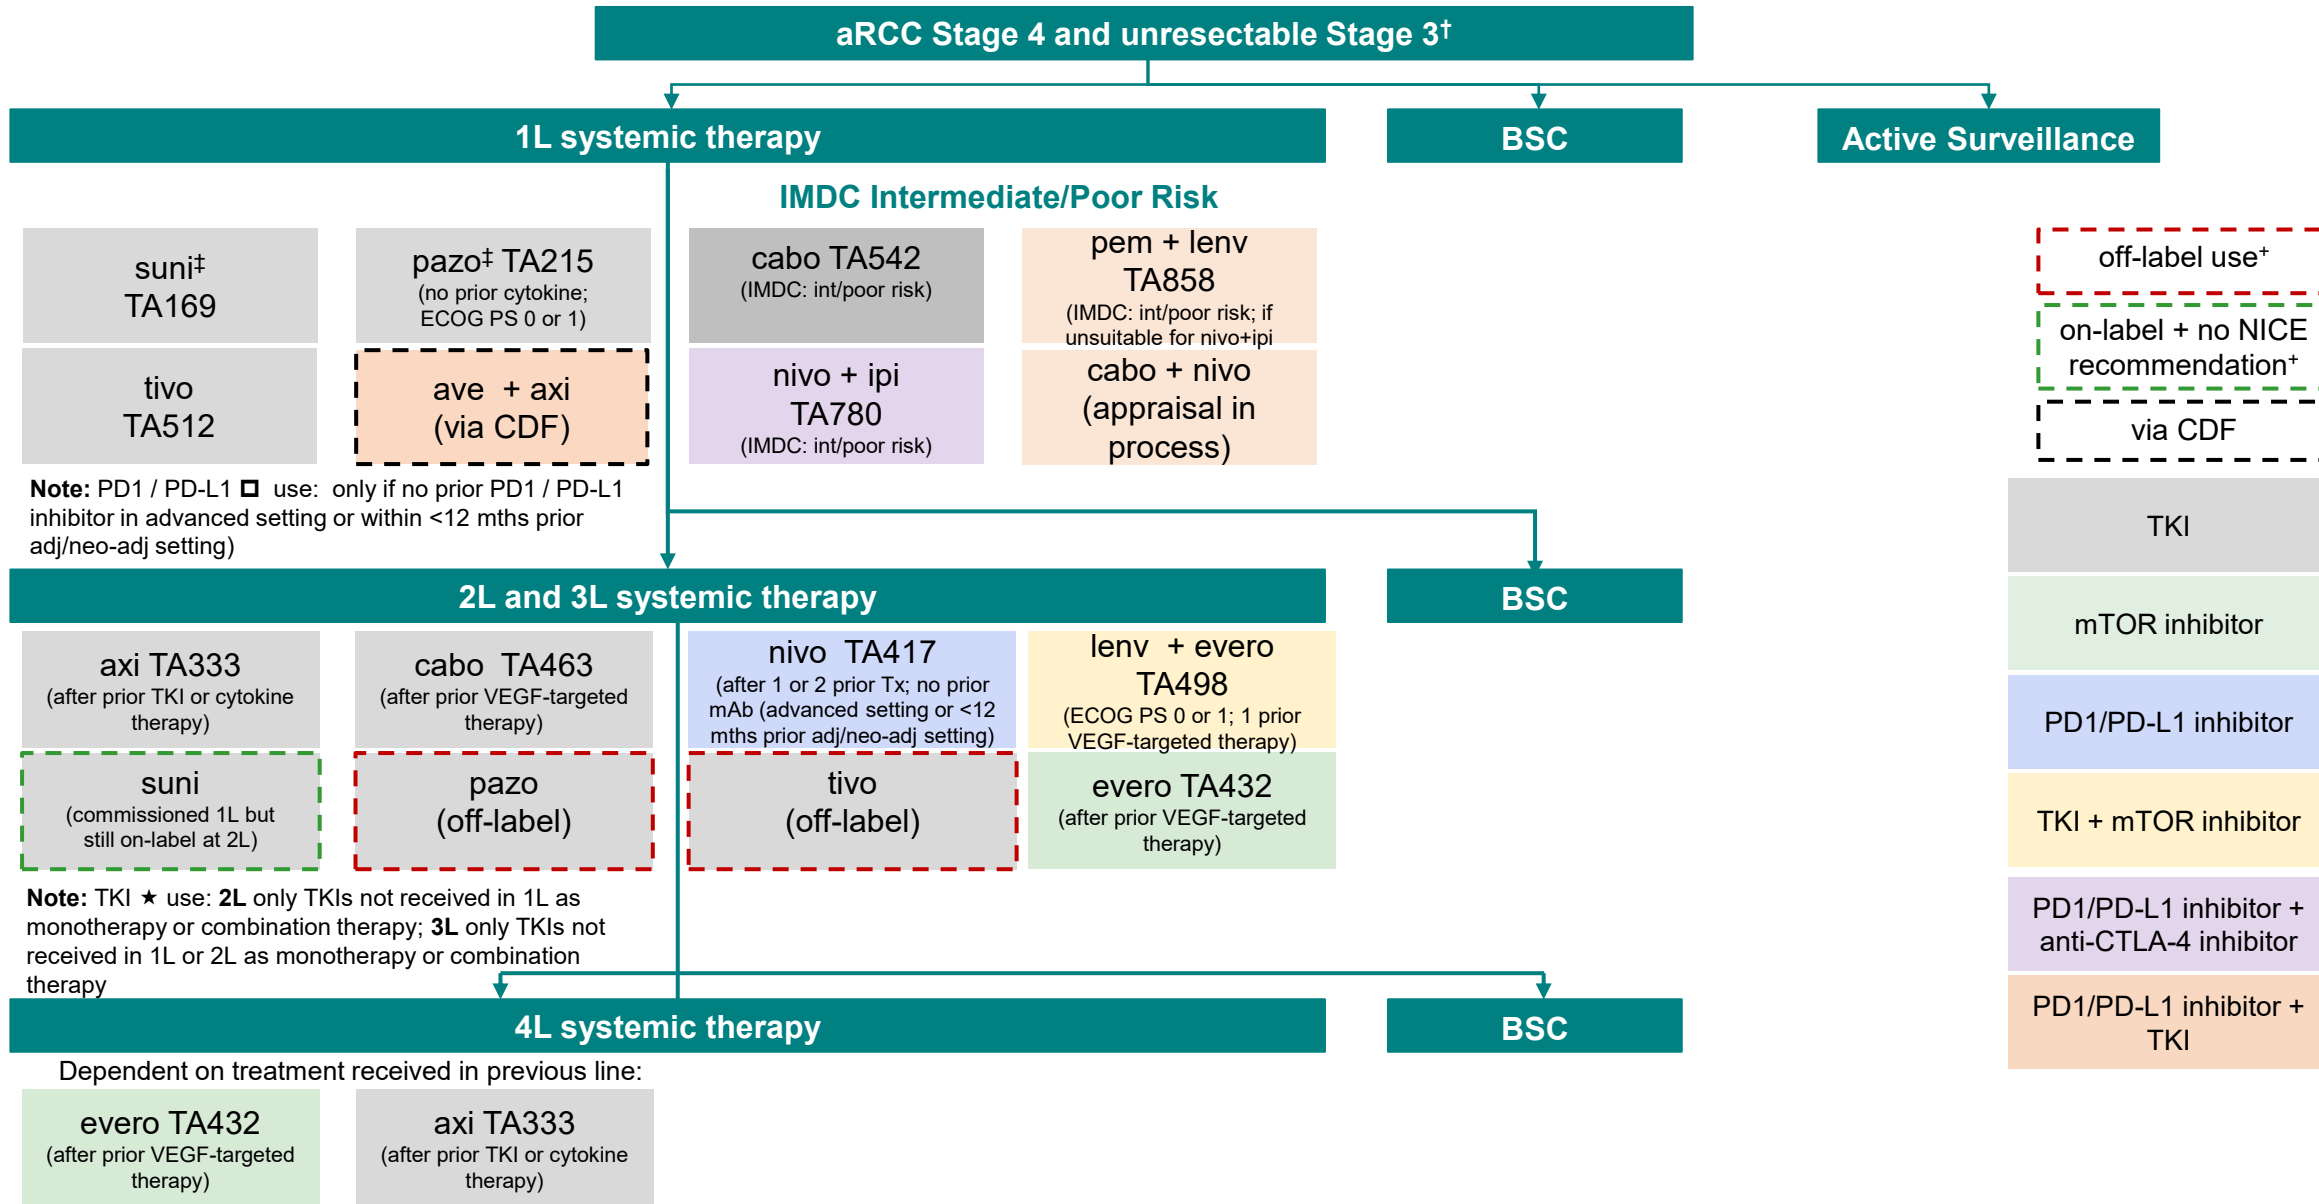 aRCC Stage 4 and unresectable Stage 3†
1L systemic therapy
BSC
Active Surveillance
IMDC Intermediate/Poor Risk
suni‡
TA169
pazo‡ TA215
(no prior cytokine;
ECOG PS 0 or 1)
cabo TA542
(IMDC: int/poor risk)
pem + lenv
TA858
(IMDC: int/poor risk; if
unsuitable for nivo+ipi
tivo
TA512
ave + axi
(via CDF)
nivo + ipi
TA780
(IMDC: int/poor risk)
cabo + nivo
(appraisal in
process)
Note: PD1 / PD-L1 🞑 use: only if no prior PD1 / PD-L1
inhibitor in advanced setting or within <12 mths prior
adj/neo-adj setting)
2L and 3L systemic therapy
BSC
axi TA333
(after prior TKI or cytokine
therapy)
cabo TA463
(after prior VEGF-targeted
therapy)
nivo TA417
(after 1 or 2 prior Tx; no prior
mAb (advanced setting or <12
mths prior adj/neo-adj setting)
lenv + evero
TA498
(ECOG PS 0 or 1; 1 prior
VEGF-targeted therapy)
suni
(commissioned 1L but
still on-label at 2L)
pazo
(off-label)
tivo
(off-label)
evero TA432
(after prior VEGF-targeted
therapy)
Note: TKI ★ use: 2L only TKIs not received in 1L as
monotherapy or combination therapy; 3L only TKIs not
received in 1L or 2L as monotherapy or combination
therapy
4L systemic therapy
BSC
Dependent on treatment received in previous line:
evero TA432
(after prior VEGF-targeted
therapy)
axi TA333
(after prior TKI or cytokine
therapy)
off-label use⁺
on-label + no NICE
recommendation⁺
via CDF
TKI
mTOR inhibitor
PD1/PD-L1 inhibitor
TKI + mTOR inhibitor
PD1/PD-L1 inhibitor +
anti-CTLA-4 inhibitor
PD1/PD-L1 inhibitor +
TKI